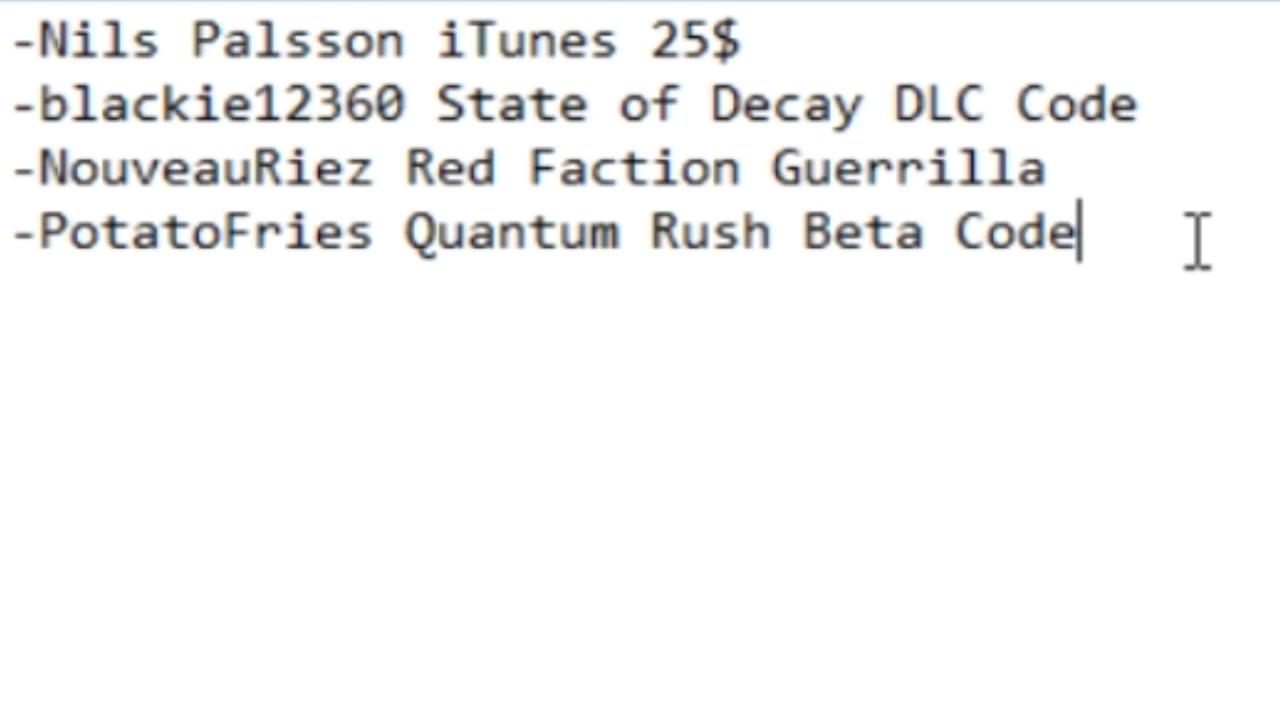 -Nils Palsson iTunes 25$
-blackie12360 State of Decay DLC Code
-NouveauRiez Red Faction Guerrilla
-PotatoFries Quantum Rush Beta Code